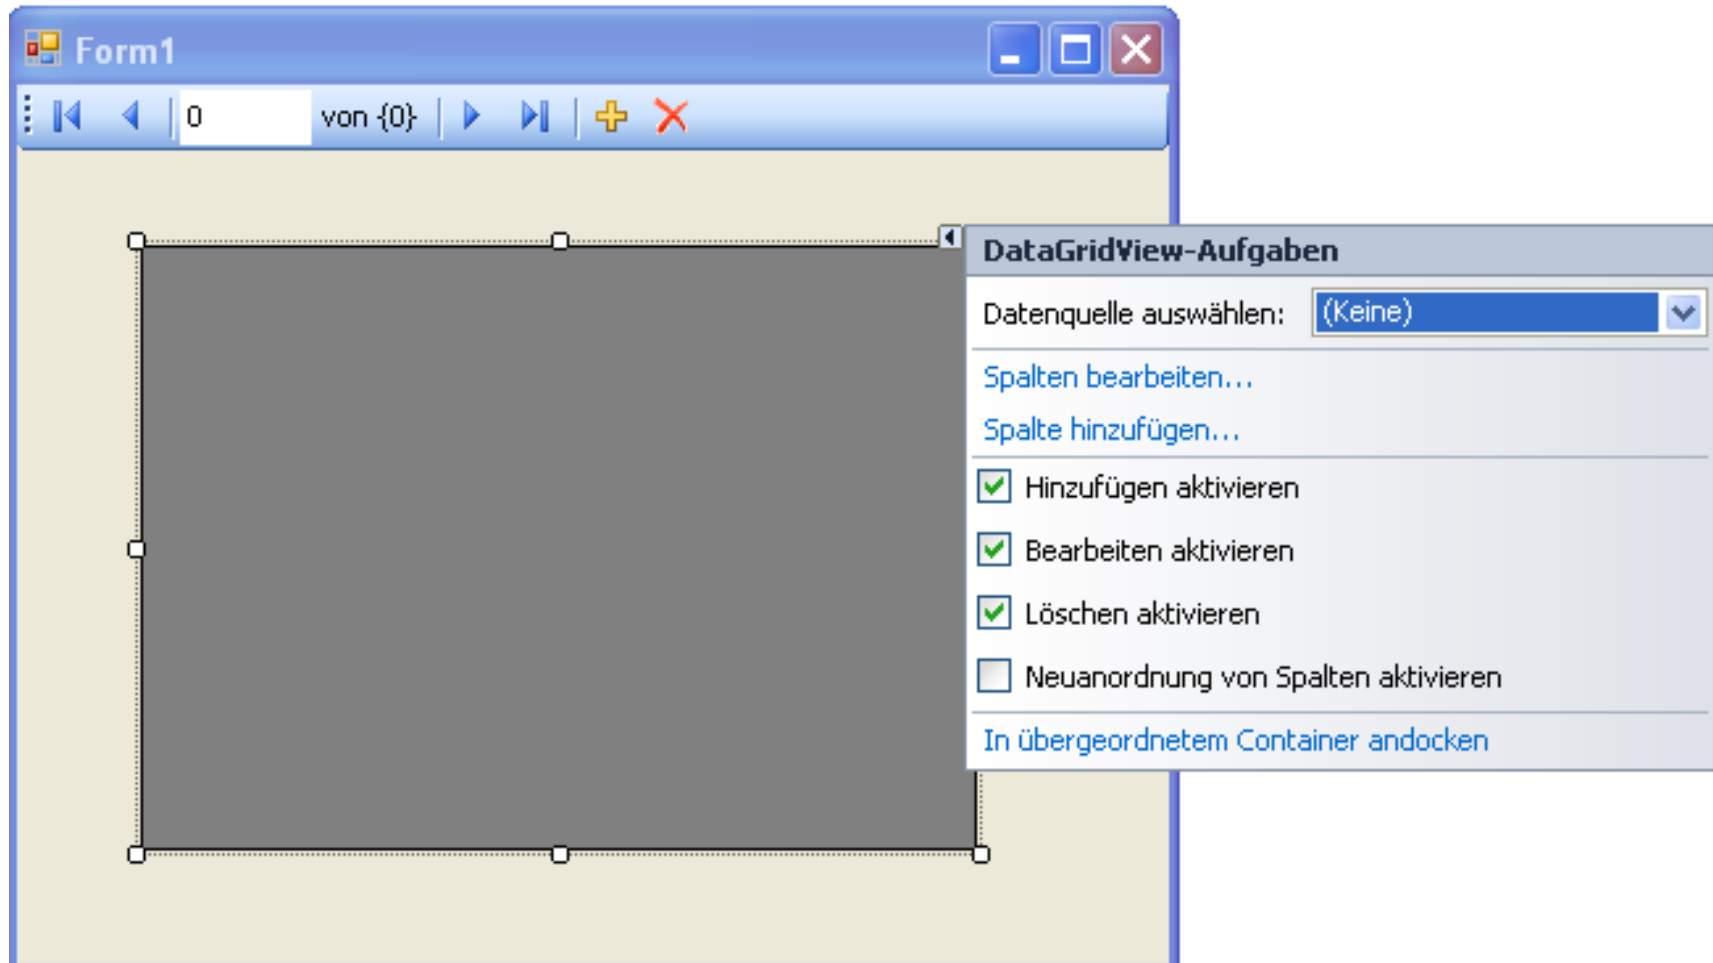 Form1
0 von {0}
DataGridView-Aufgaben
Datenquelle auswählen: (Keine)
Spalten bearbeiten...
Spalte hinzufügen...
Hinzufügen aktivieren
Bearbeiten aktivieren
Löschen aktivieren
Neuanordnung von Spalten aktivieren
In übergeordnetem Container andocken